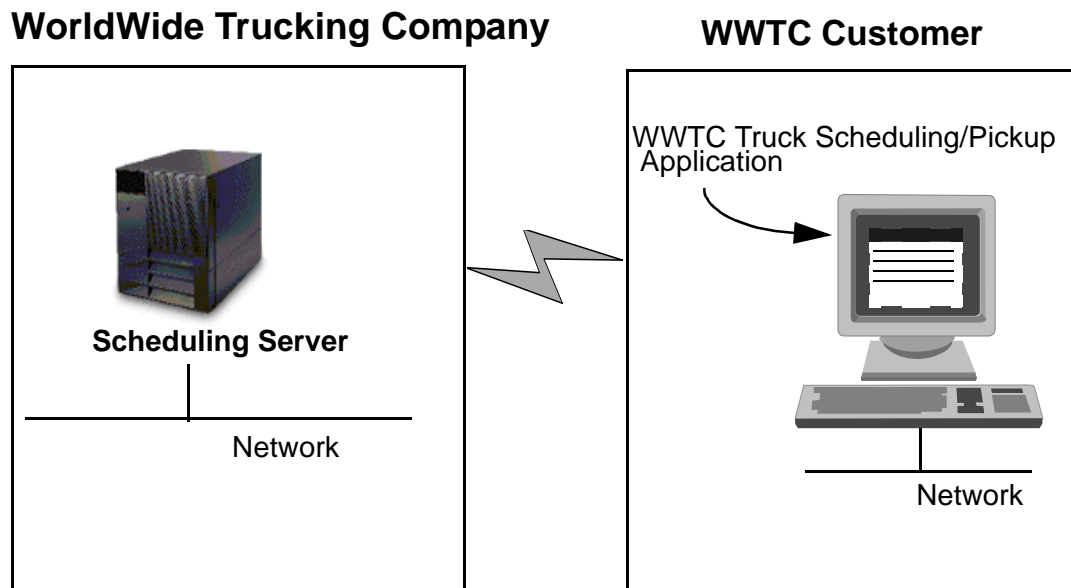 WorldWide Trucking Company
WWTC Customer
WWTC Truck Scheduling/Pickup
Application
Scheduling Server
Network
Network